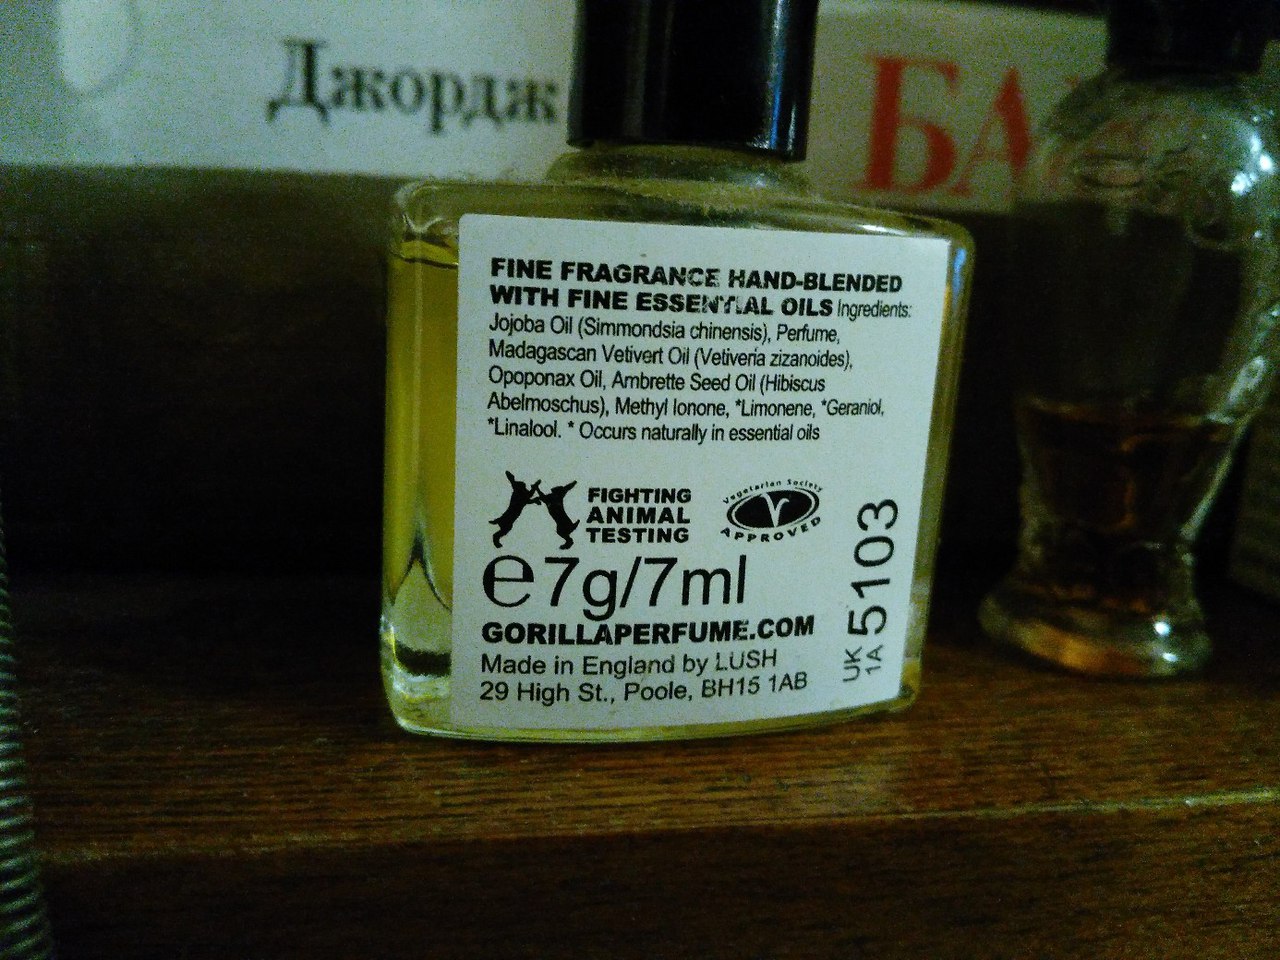 Джордж
БА
FINE FRAGRANCE HAND-BLENDED
WITH FINE ESSENTIAL OILS Ingredients:
Jojoba Oil (Simmondsia chinensis), Perfume,
Madagascan Vetivert Oil (Vetiveria zizanoides),
Opoponax Oil, Ambrette Seed Oil (Hibiscus
Abelmoschus), Methyl Ionone, *Limonene, *Geraniol,
*Linalool. * Occurs naturally in essential oils
FIGHTING
ANIMAL
TESTING
Vegetarian Society
V
APPROVED
e7g/7ml
GORILLAPERFUME.COM
Made in England by LUSH
29 High St., Poole, BH15 1AB
UK
1A
5103